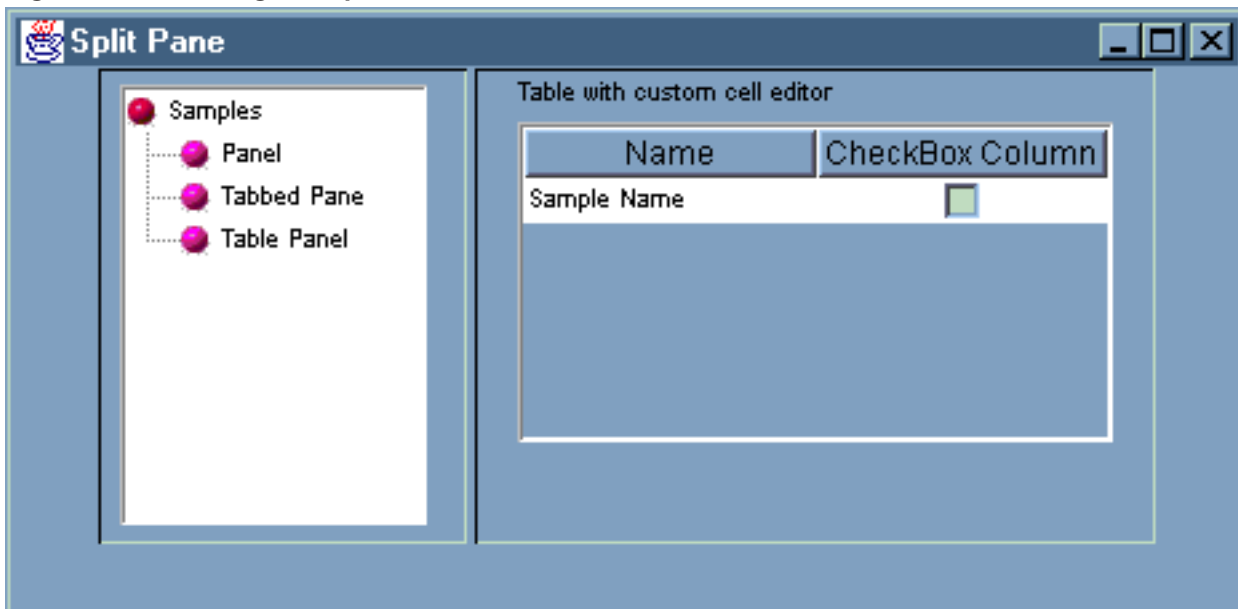 Split Pane
Samples
Panel
Tabbed Pane
Table Panel
Table with custom cell editor
Name
CheckBox Column
Sample Name